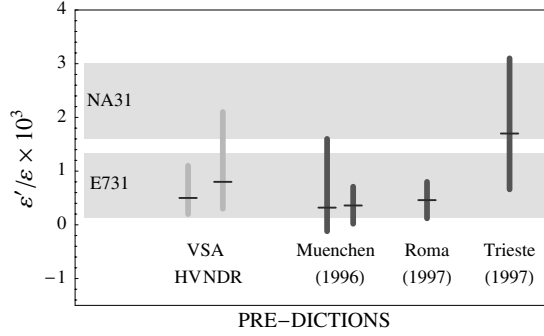 ε′/ε × 10³
4
3
2
1
0
−1
NA31
E731
VSA
HVNDR
Muenchen
(1996)
Roma
(1997)
Trieste
(1997)
PRE−DICTIONS